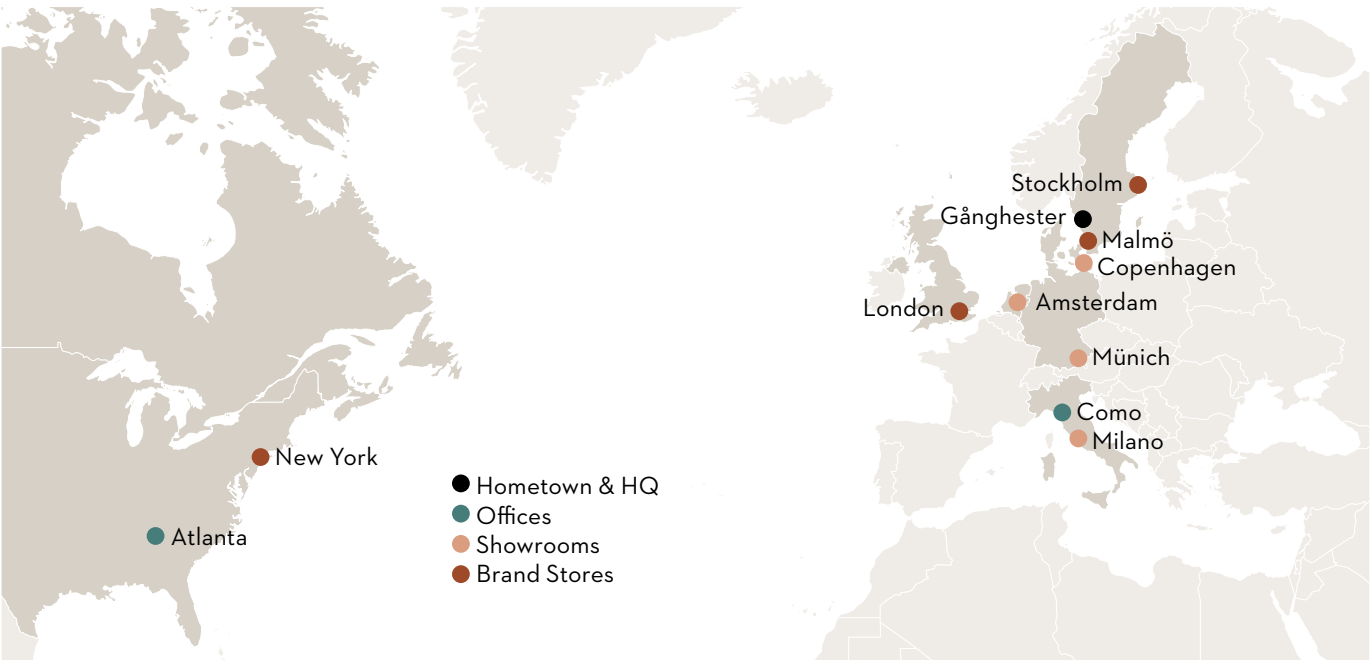 Stockholm
Gånghester
Malmö
Copenhagen
Amsterdam
London
Münich
Como
Milano
New York
Atlanta
Hometown & HQ
Offices
Showrooms
Brand Stores